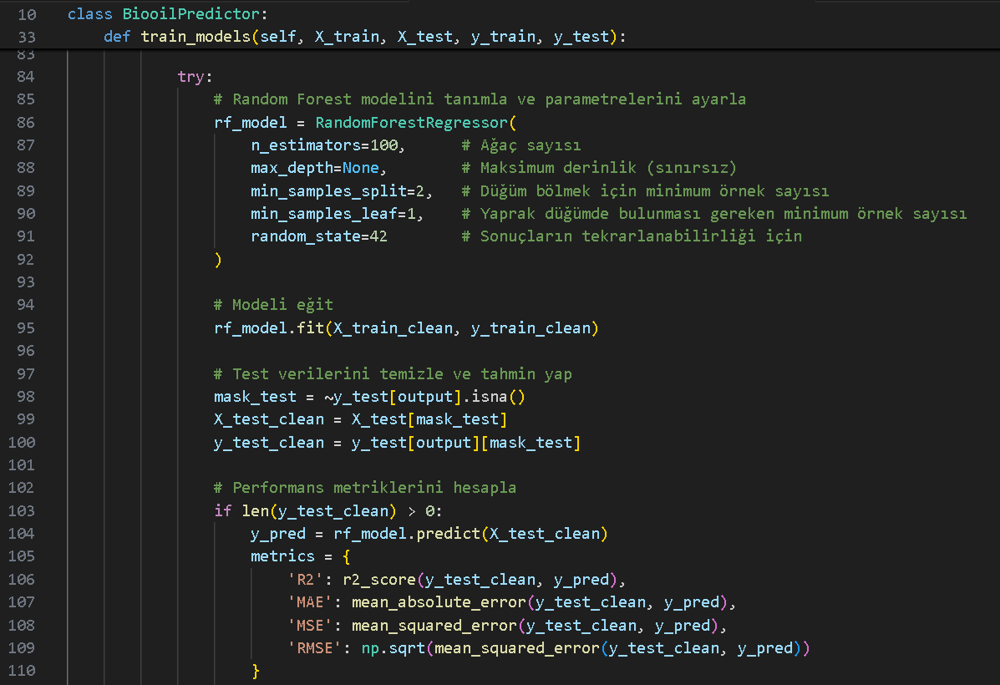 10 class BiooilPredictor:
33 def train_models(self, X_train, X_test, y_train, y_test):
83
84 try:
85 # Random Forest modelini tanımla ve parametrelerini ayarla
86 rf_model = RandomForestRegressor(
87 n_estimators=100, # Ağaç sayısı
88 max_depth=None, # Maksimum derinlik (sınırsız)
89 min_samples_split=2, # Düğüm bölmek için minimum örnek sayısı
90 min_samples_leaf=1, # Yaprak düğümde bulunması gereken minimum örnek sayısı
91 random_state=42 # Sonuçların tekrarlanabilirliği için
92 )
93
94 # Modeli eğit
95 rf_model.fit(X_train_clean, y_train_clean)
96
97 # Test verilerini temizle ve tahmin yap
98 mask_test = ~y_test[output].isna()
99 X_test_clean = X_test[mask_test]
100 y_test_clean = y_test[output][mask_test]
101
102 # Performans metriklerini hesapla
103 if len(y_test_clean) > 0:
104 y_pred = rf_model.predict(X_test_clean)
105 metrics = {
106 'R2': r2_score(y_test_clean, y_pred),
107 'MAE': mean_absolute_error(y_test_clean, y_pred),
108 'MSE': mean_squared_error(y_test_clean, y_pred),
109 'RMSE': np.sqrt(mean_squared_error(y_test_clean, y_pred))
110 }